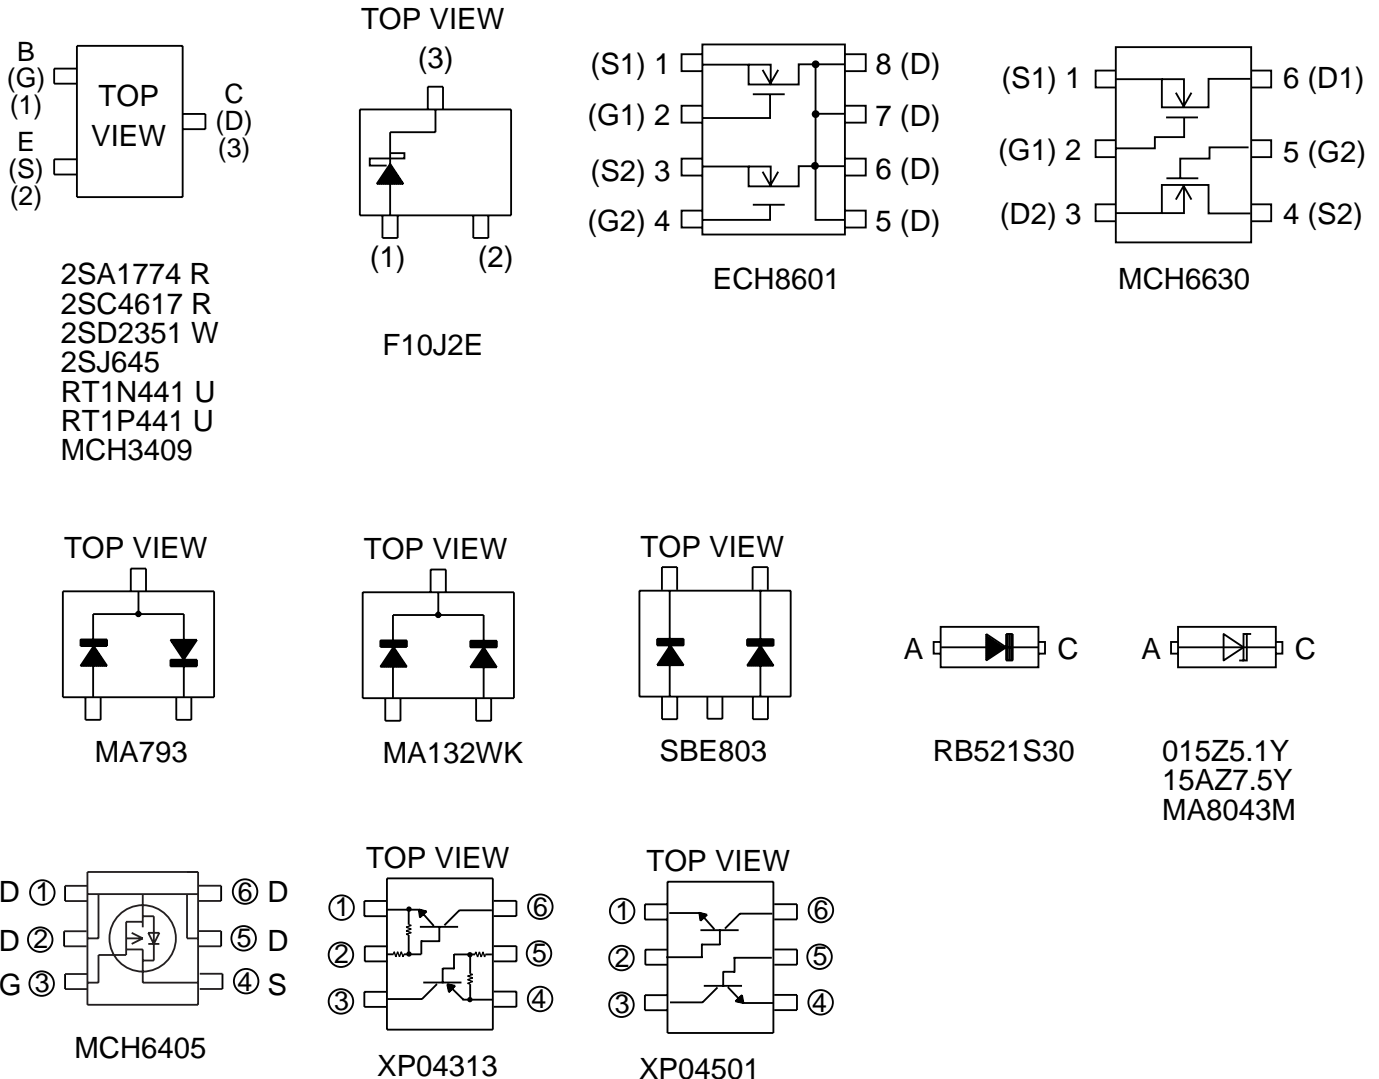 B
(G)
(1)
E
(S)
(2)
TOP
VIEW
C
(D)
(3)
2SA1774 R
2SC4617 R
2SD2351 W
2SJ645
RT1N441 U
RT1P441 U
MCH3409
TOP VIEW
(3)
(1) (2)
F10J2E
(S1) 1 8 (D)
(G1) 2 7 (D)
(S2) 3 6 (D)
(G2) 4 5 (D)
ECH8601
(S1) 1 6 (D1)
(G1) 2 5 (G2)
(D2) 3 4 (S2)
MCH6630
TOP VIEW
MA793
TOP VIEW
MA132WK
TOP VIEW
SBE803
A C
RB521S30
A C
015Z5.1Y
15AZ7.5Y
MA8043M
D ① ⑥ D
D ② ⑤ D
G ③ ④ S
MCH6405
TOP VIEW
① ⑥
② ⑤
③ ④
XP04313
TOP VIEW
① ⑥
② ⑤
③ ④
XP04501